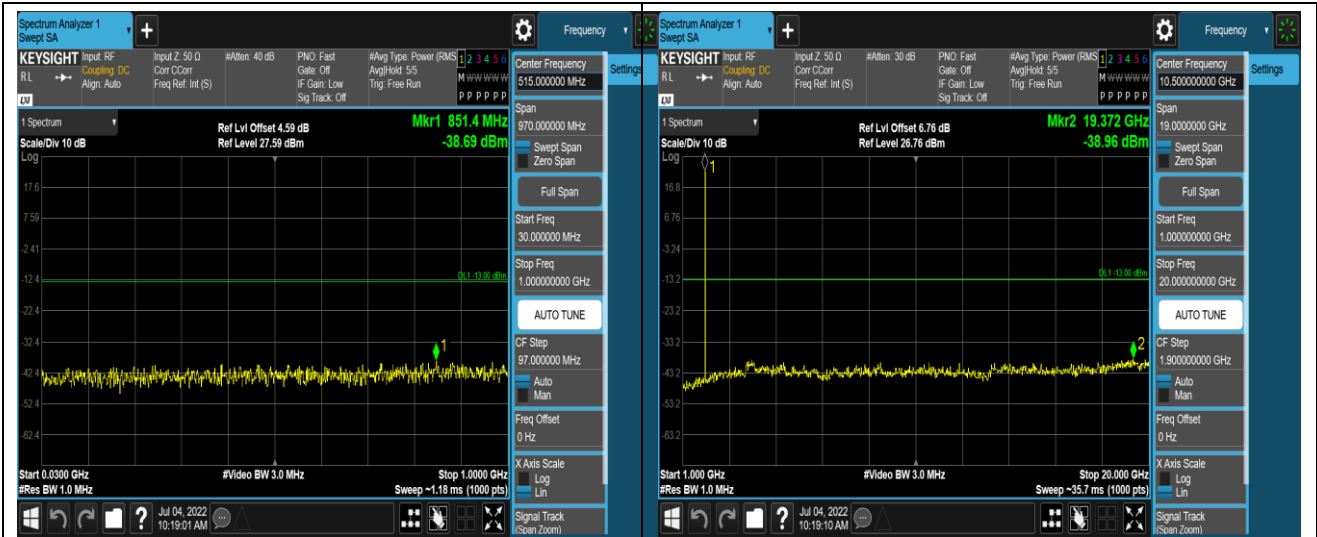 Spectrum Analyzer 1
Swept SA
+
Frequency
KEYSIGHT
Input: RF
Input Z: 50 Ω
#Atten: 40 dB
PNO: Fast
#Avg Type: Power (RMS
1 2 3 4 5 6
RL
Coupling: DC
Corr CCorr
Gate: Off
Avg|Hold: 5/5
M W W W W W
Align: Auto
Freq Ref: Int (S)
IF Gain: Low
Trig: Free Run
LXI
Sig Track: Off
P P P P P P
1 Spectrum
Ref Lvl Offset 4.59 dB
Mkr1 851.4 MHz
Scale/Div 10 dB
Ref Level 27.59 dBm
-38.69 dBm
Log
17.6
7.59
-2.41
DL1 -13.00 dBm
-12.4
-22.4
-32.4
1
-42.4
-52.4
-62.4
Start 0.0300 GHz
#Video BW 3.0 MHz
Stop 1.0000 GHz
#Res BW 1.0 MHz
Sweep ~1.18 ms (1000 pts)
?
Jul 04, 2022
10:19:01 AM
Center Frequency
515.000000 MHz
Settings
Span
970.000000 MHz
Swept Span
Zero Span
Full Span
Start Freq
30.000000 MHz
Stop Freq
1.000000000 GHz
AUTO TUNE
CF Step
97.000000 MHz
Auto
Man
Freq Offset
0 Hz
X Axis Scale
Log
Lin
Signal Track
(Span Zoom)
Spectrum Analyzer 1
Swept SA
+
Frequency
KEYSIGHT
Input: RF
Input Z: 50 Ω
#Atten: 30 dB
PNO: Fast
#Avg Type: Power (RMS
1 2 3 4 5 6
RL
Coupling: DC
Corr CCorr
Gate: Off
Avg|Hold: 5/5
M W W W W W
Align: Auto
Freq Ref: Int (S)
IF Gain: Low
Trig: Free Run
LXI
Sig Track: Off
P P P P P P
1 Spectrum
Ref Lvl Offset 6.76 dB
Mkr2 19.372 GHz
Scale/Div 10 dB
Ref Level 26.76 dBm
-38.96 dBm
Log
1
16.8
6.76
-3.24
DL1 -13.00 dBm
-13.2
-23.2
-33.2
2
-43.2
-53.2
-63.2
Start 1.000 GHz
#Video BW 3.0 MHz
Stop 20.000 GHz
#Res BW 1.0 MHz
Sweep ~35.7 ms (1000 pts)
?
Jul 04, 2022
10:19:10 AM
Center Frequency
10.500000000 GHz
Settings
Span
19.0000000 GHz
Swept Span
Zero Span
Full Span
Start Freq
1.000000000 GHz
Stop Freq
20.000000000 GHz
AUTO TUNE
CF Step
1.900000000 GHz
Auto
Man
Freq Offset
0 Hz
X Axis Scale
Log
Lin
Signal Track
(Span Zoom)